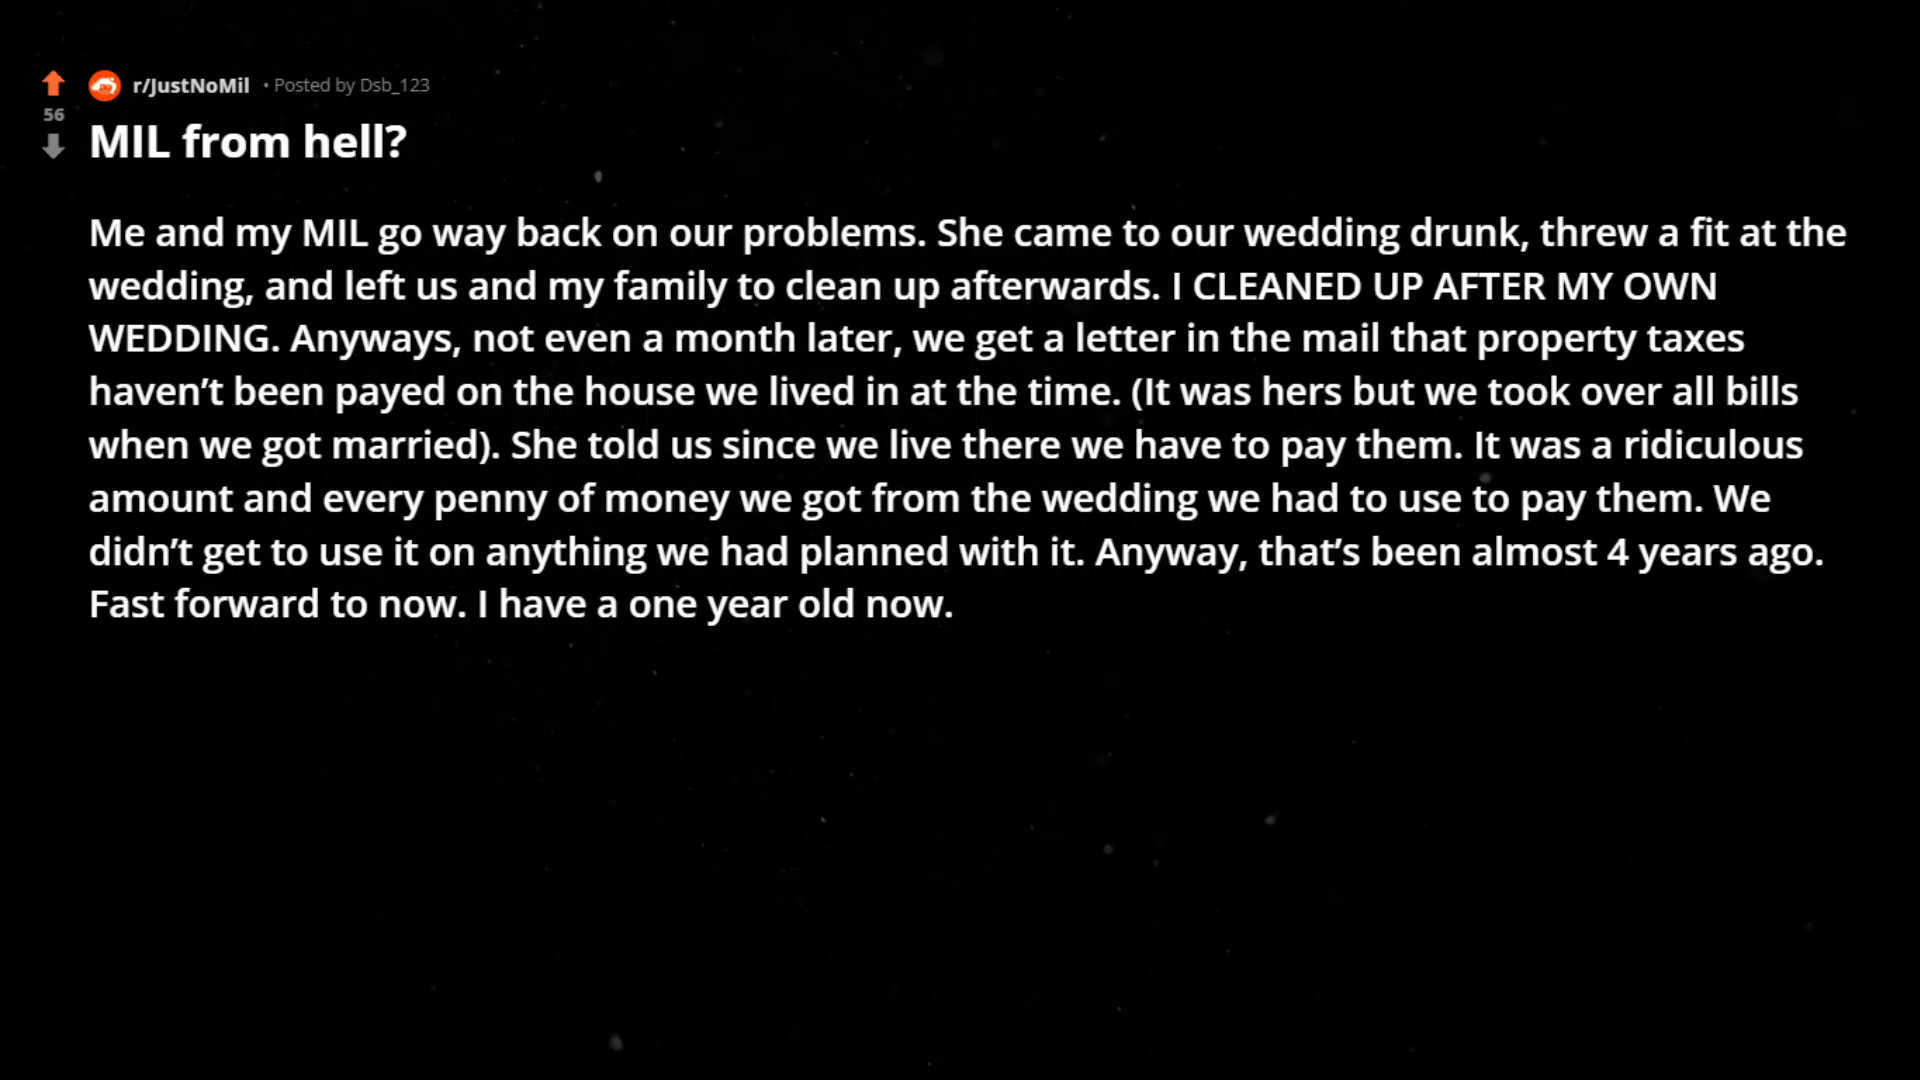 r/JustNoMil • Posted by Dsb_123
56
MIL from hell?
Me and my MIL go way back on our problems. She came to our wedding drunk, threw a fit at the
wedding, and left us and my family to clean up afterwards. I CLEANED UP AFTER MY OWN
WEDDING. Anyways, not even a month later, we get a letter in the mail that property taxes
haven’t been payed on the house we lived in at the time. (It was hers but we took over all bills
when we got married). She told us since we live there we have to pay them. It was a ridiculous
amount and every penny of money we got from the wedding we had to use to pay them. We
didn’t get to use it on anything we had planned with it. Anyway, that’s been almost 4 years ago.
Fast forward to now. I have a one year old now.